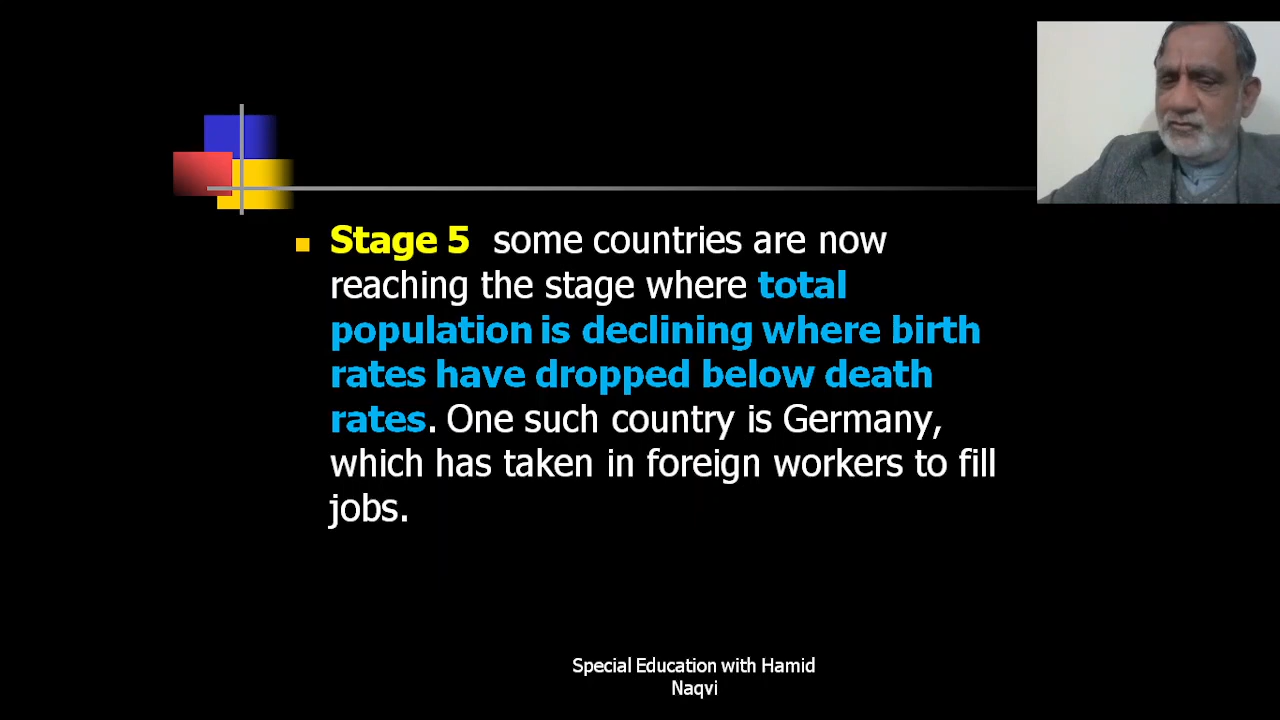 Stage 5 some countries are now
reaching the stage where total
population is declining where birth
rates have dropped below death
rates. One such country is Germany,
which has taken in foreign workers to fill
jobs.
Special Education with Hamid
Naqvi